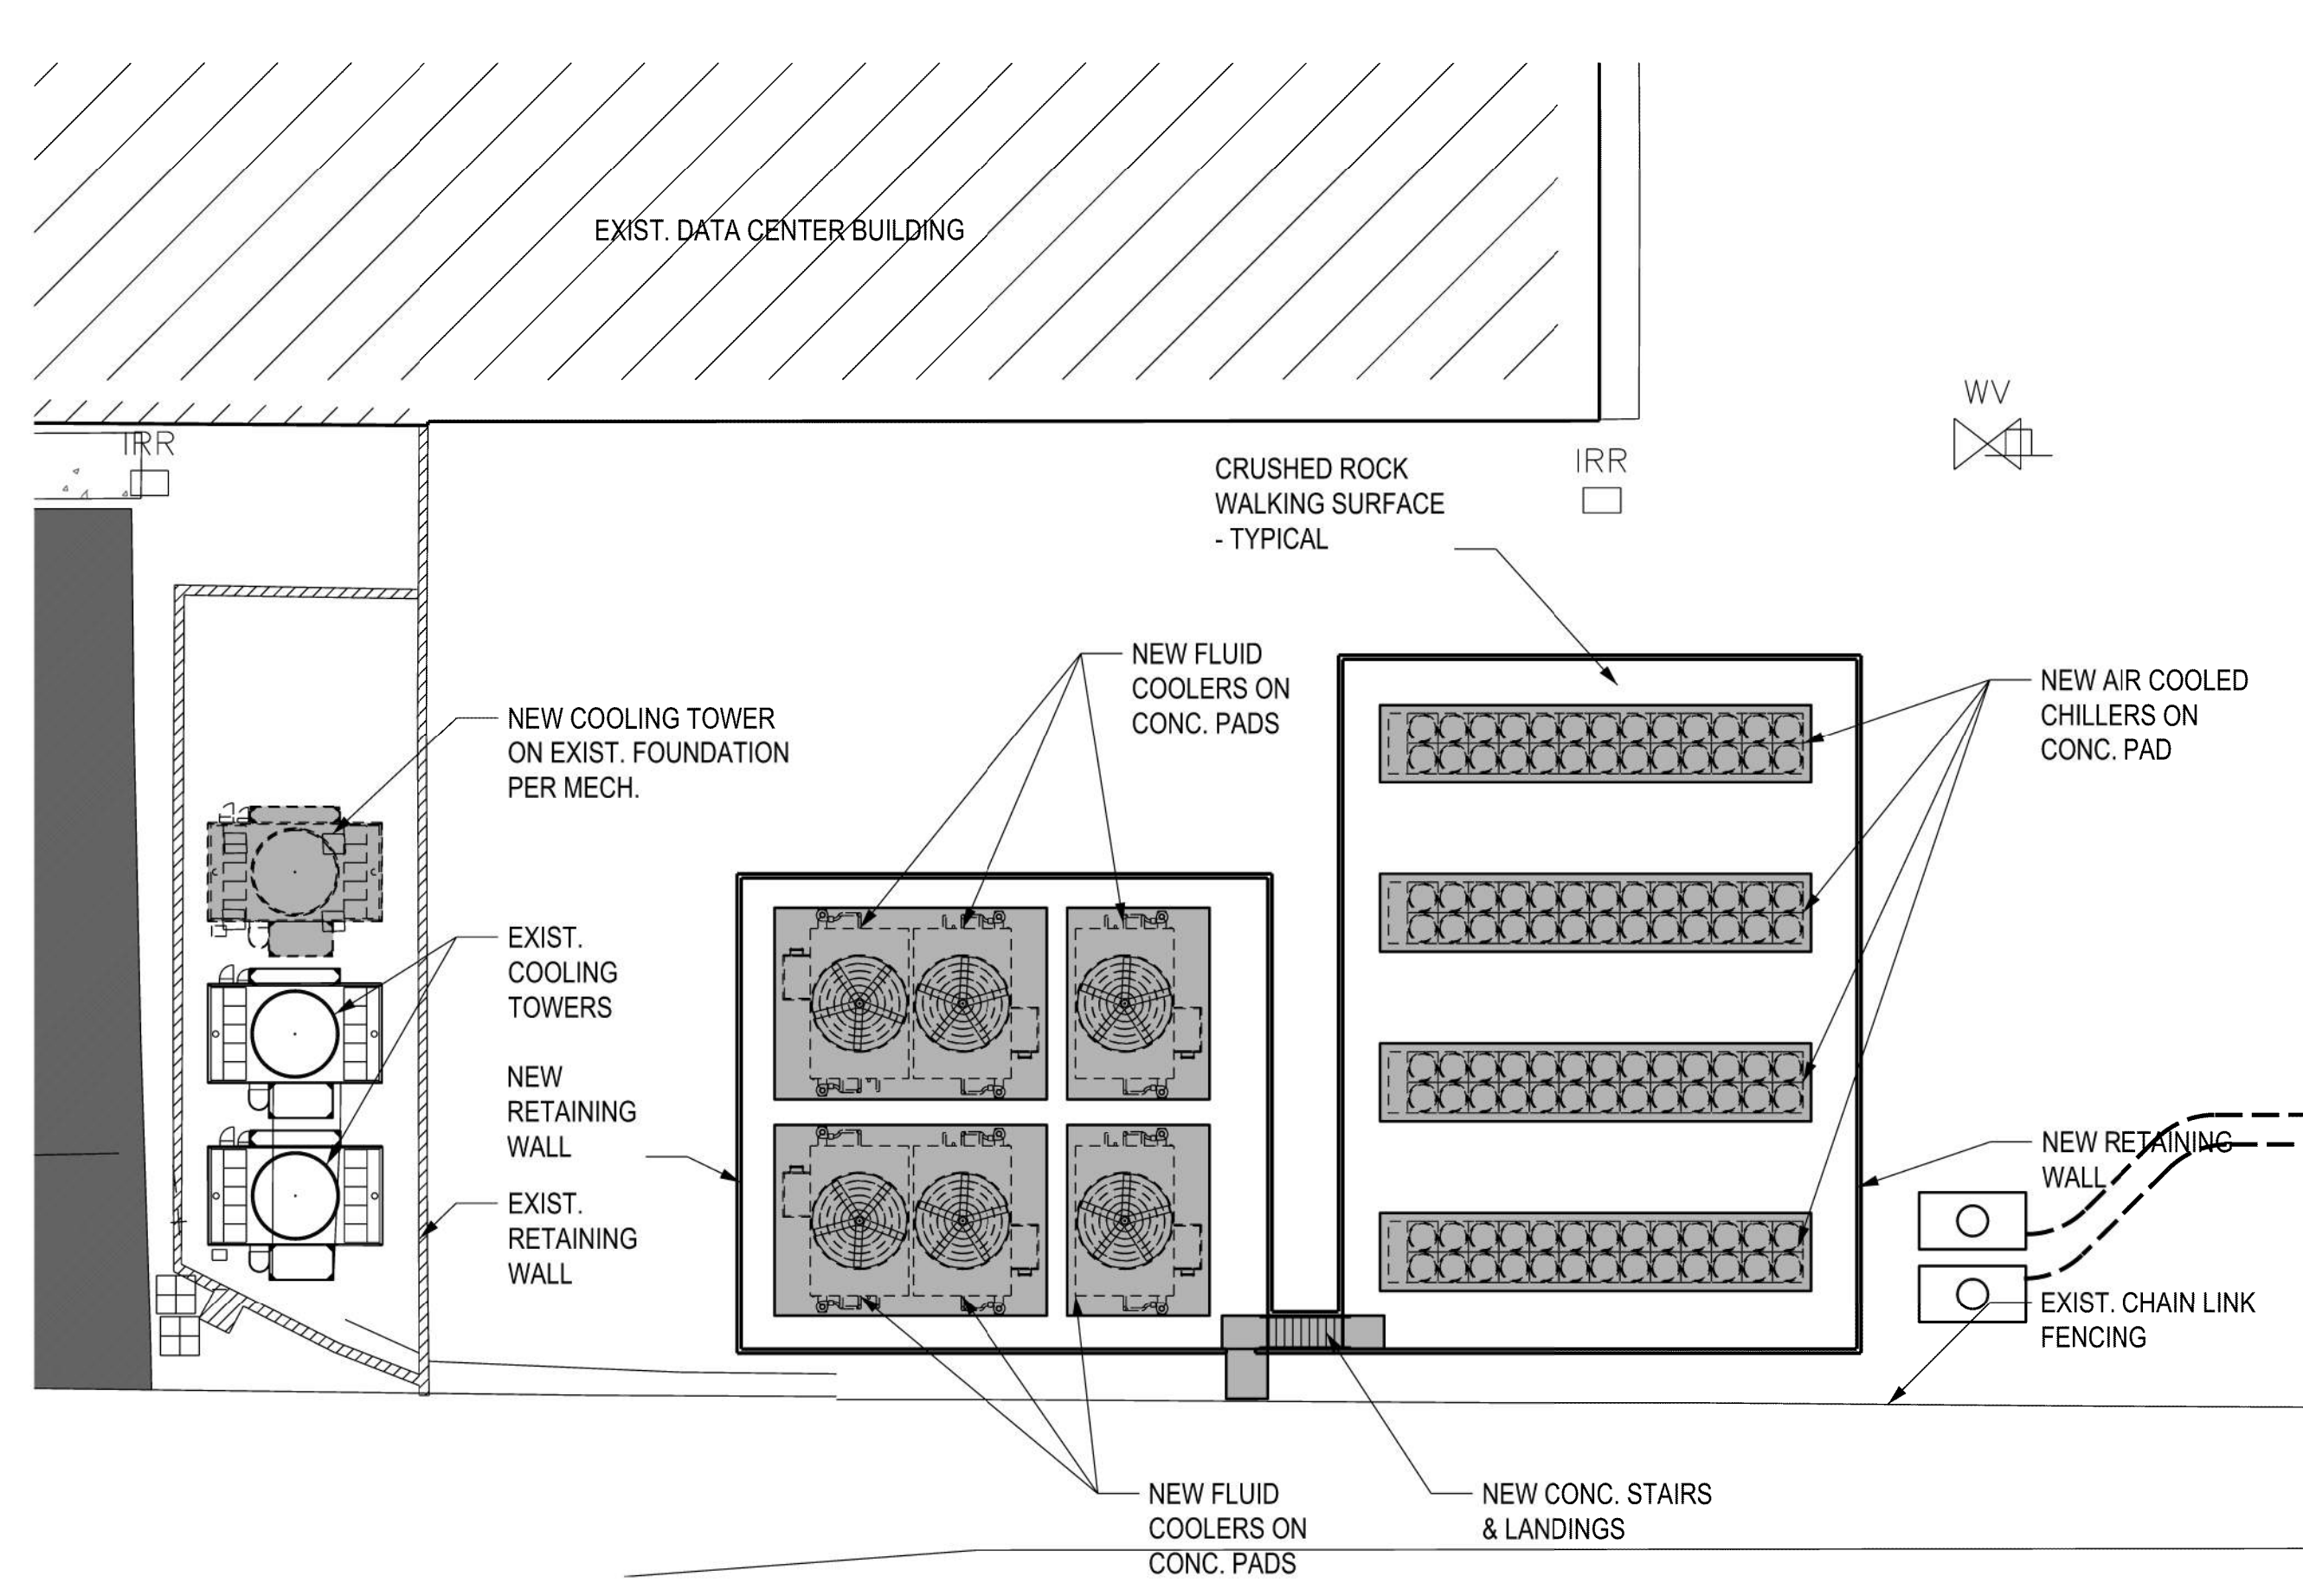 EXIST. DATA CENTER BUILDING
WV
IRR
IRR
CRUSHED ROCK
WALKING SURFACE
- TYPICAL
NEW FLUID
COOLERS ON
CONC. PADS
NEW AIR COOLED
CHILLERS ON
CONC. PAD
NEW COOLING TOWER
ON EXIST. FOUNDATION
PER MECH.
EXIST.
COOLING
TOWERS
NEW
RETAINING
WALL
EXIST.
RETAINING
WALL
NEW RETAINING
WALL
EXIST. CHAIN LINK
FENCING
NEW FLUID
COOLERS ON
CONC. PADS
NEW CONC. STAIRS
& LANDINGS